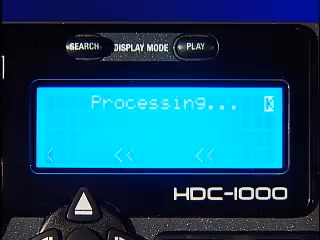 SEARCH DISPLAY MODE PLAY
Processing... K
< << <<
HDC-1000